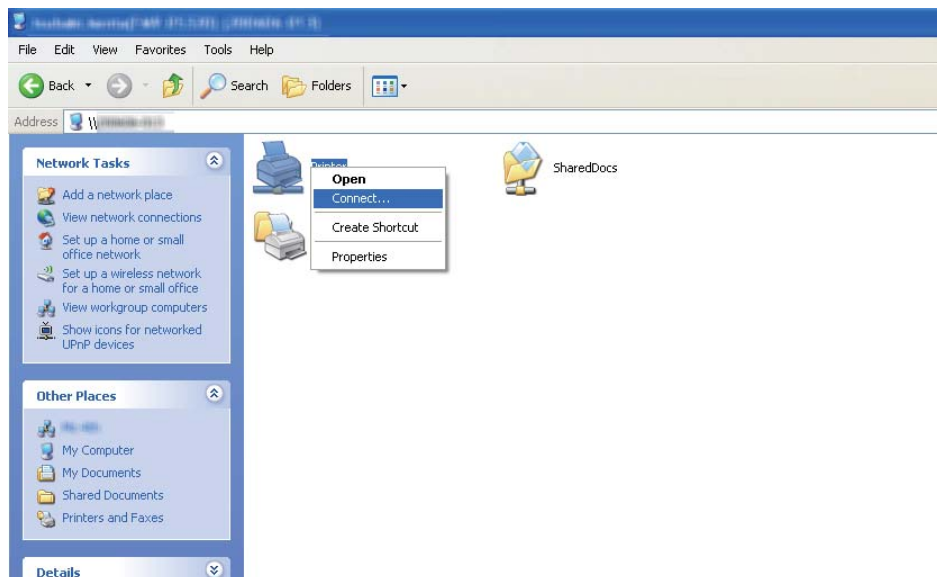 File Edit View Favorites Tools Help
Back Search Folders
Address \\
Network Tasks
Add a network place
View network connections
Set up a home or small
office network
Set up a wireless network
for a home or small office
View workgroup computers
Show icons for networked
UPnP devices
Other Places
My Computer
My Documents
Shared Documents
Printers and Faxes
Details
Printer
Open
Connect...
Create Shortcut
Properties
SharedDocs